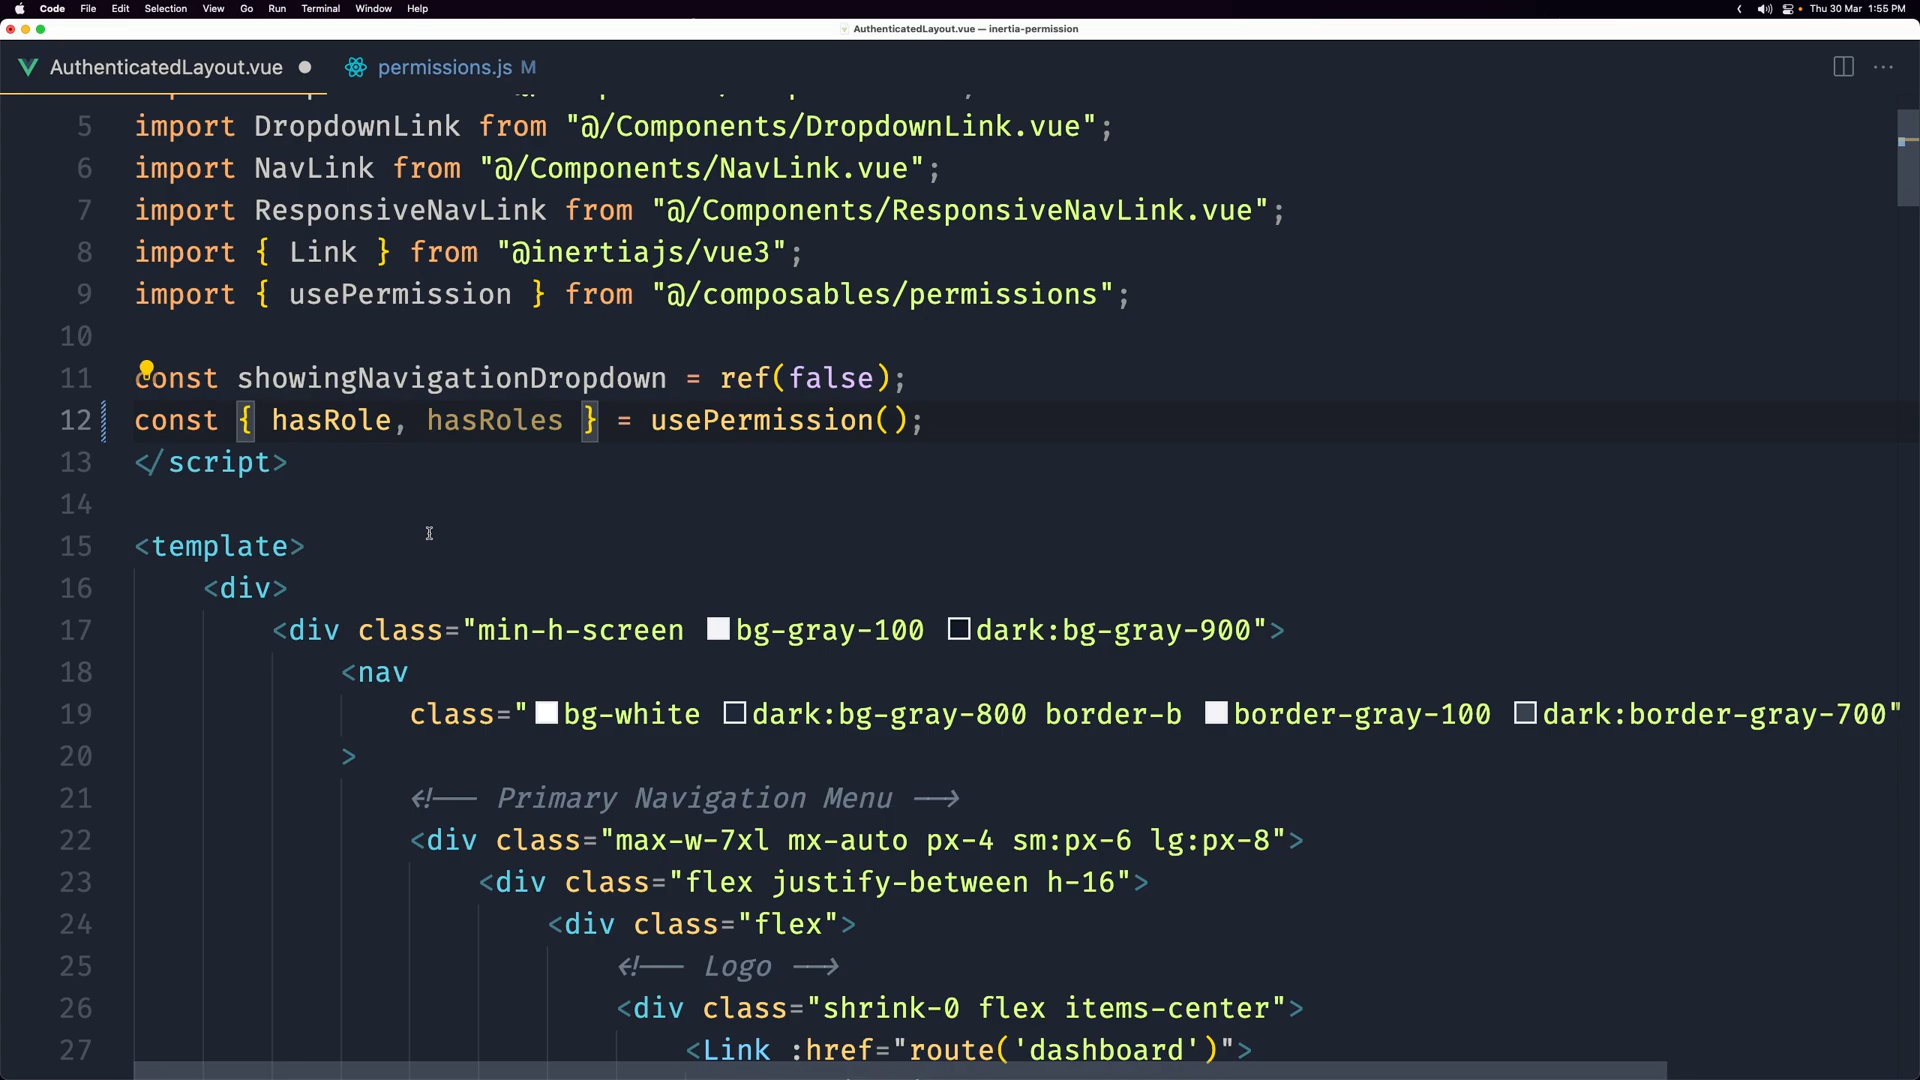 Code File Edit Selection View Go Run Terminal Window Help Thu 30 Mar 1:55 PM
AuthenticatedLayout.vue — inertia-permission
AuthenticatedLayout.vue permissions.js M
5 import DropdownLink from "@/Components/DropdownLink.vue";
6 import NavLink from "@/Components/NavLink.vue";
7 import ResponsiveNavLink from "@/Components/ResponsiveNavLink.vue";
8 import { Link } from "@inertiajs/vue3";
9 import { usePermission } from "@/composables/permissions";
10
11 const showingNavigationDropdown = ref(false);
12 const { hasRole, hasRoles } = usePermission();
13 </script>
14
15 <template>
16 <div>
17 <div class="min-h-screen bg-gray-100 dark:bg-gray-900">
18 <nav
19 class="bg-white dark:bg-gray-800 border-b border-gray-100 dark:border-gray-700"
20 >
21 <!-- Primary Navigation Menu -->
22 <div class="max-w-7xl mx-auto px-4 sm:px-6 lg:px-8">
23 <div class="flex justify-between h-16">
24 <div class="flex">
25 <!-- Logo -->
26 <div class="shrink-0 flex items-center">
27 <Link :href="route('dashboard')">